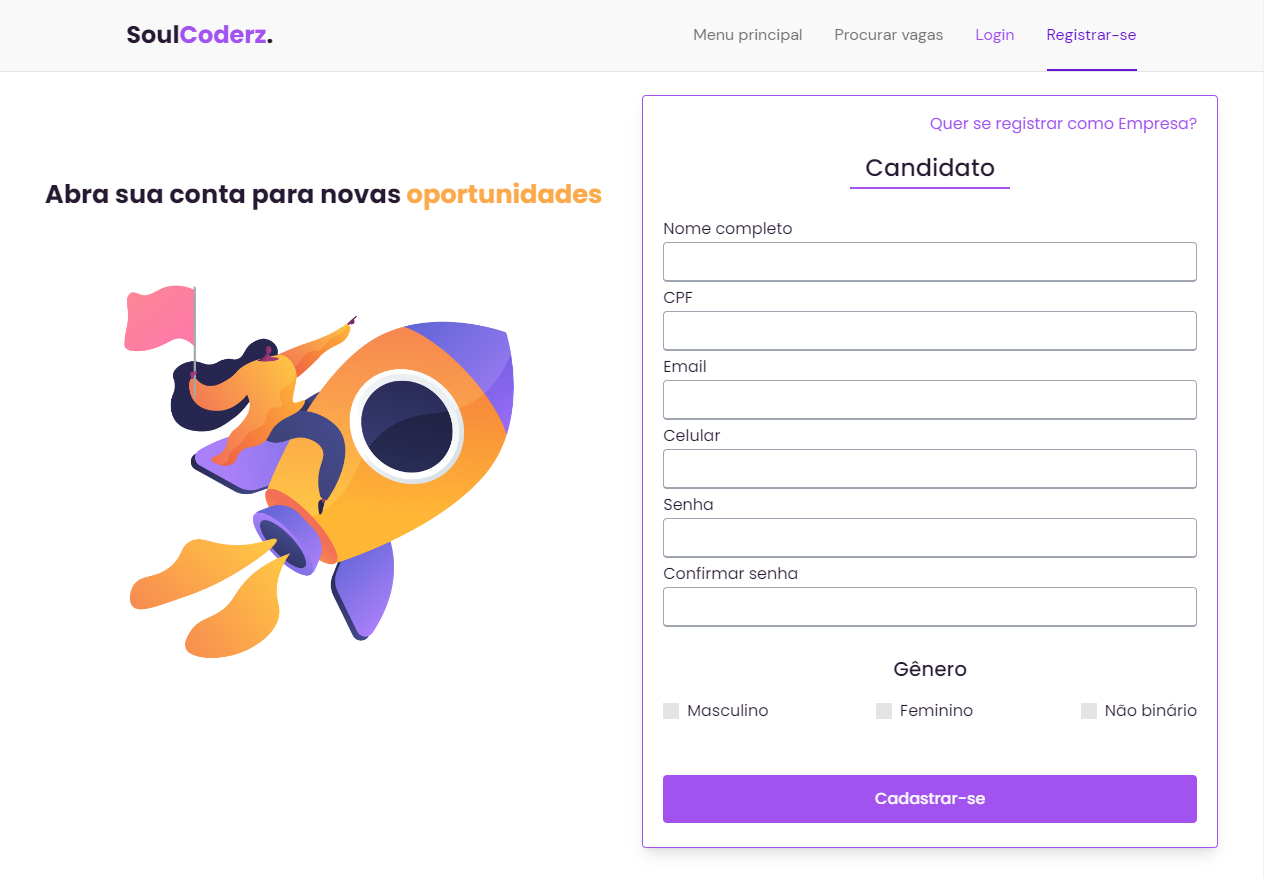 SoulCoderz.
Menu principal
Procurar vagas
Login
Registrar-se
Abra sua conta para novas oportunidades
Quer se registrar como Empresa?
Candidato
Nome completo
CPF
Email
Celular
Senha
Confirmar senha
Gênero
Masculino
Feminino
Não binário
Cadastrar-se